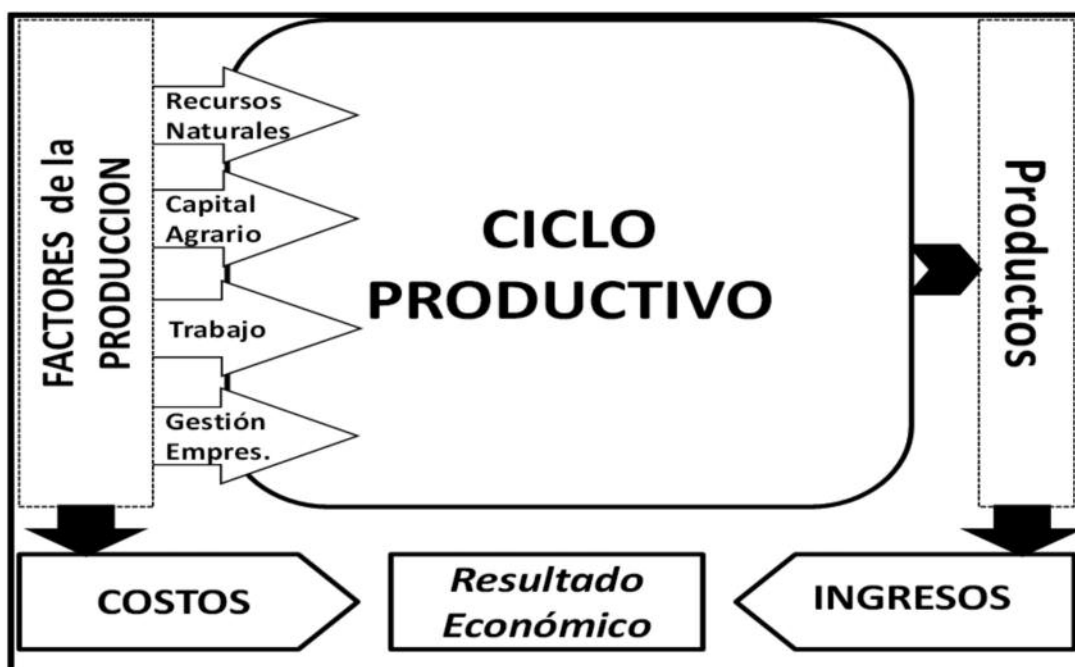 FACTORES de la
PRODUCCION
Recursos
Naturales
Capital
Agrario
Trabajo
Gestión
Empres.
CICLO
PRODUCTIVO
Productos
COSTOS
Resultado
Económico
INGRESOS